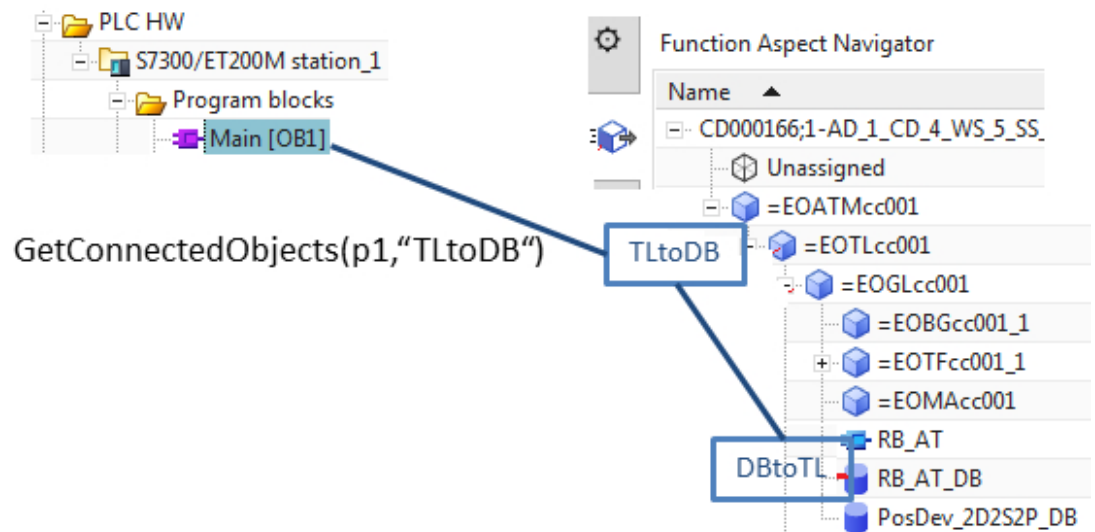 PLC HW
S7300/ET200M station_1
Program blocks
Main [OB1]
GetConnectedObjects(p1,“TLtoDB“)
Function Aspect Navigator
Name
CD000166;1-AD_1_CD_4_WS_5_SS_
Unassigned
=EOATMcc001
TLtoDB
=EOTLcc001
=EOGLcc001
=EOBGcc001_1
=EOTFcc001_1
=EOMAcc001
RB_AT
DBtoTL
RB_AT_DB
PosDev_2D2S2P_DB